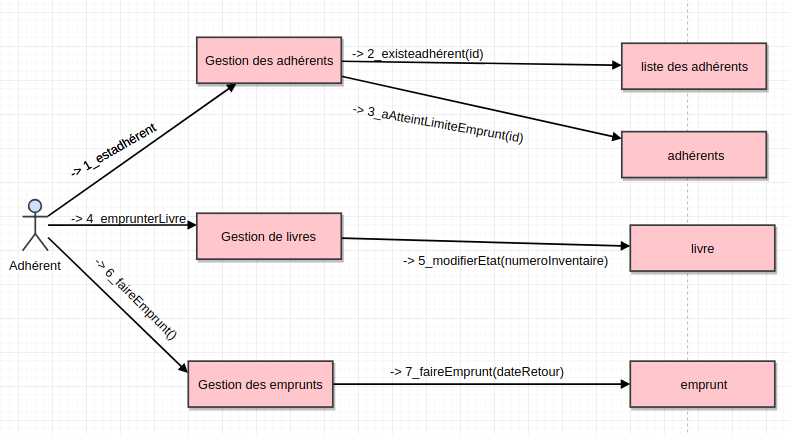 Gestion des adhérents
-> 2_existeadhérent(id)
liste des adhérents
-> 3_aAtteintLimiteEmprunt(id)
adhérents
-> 1_estadhérent
-> 4_emprunterLivre
Gestion de livres
livre
Adhérent
-> 5_modifierEtat(numeroInventaire)
-> 6_faireEmprunt()
Gestion des emprunts
-> 7_faireEmprunt(dateRetour)
emprunt